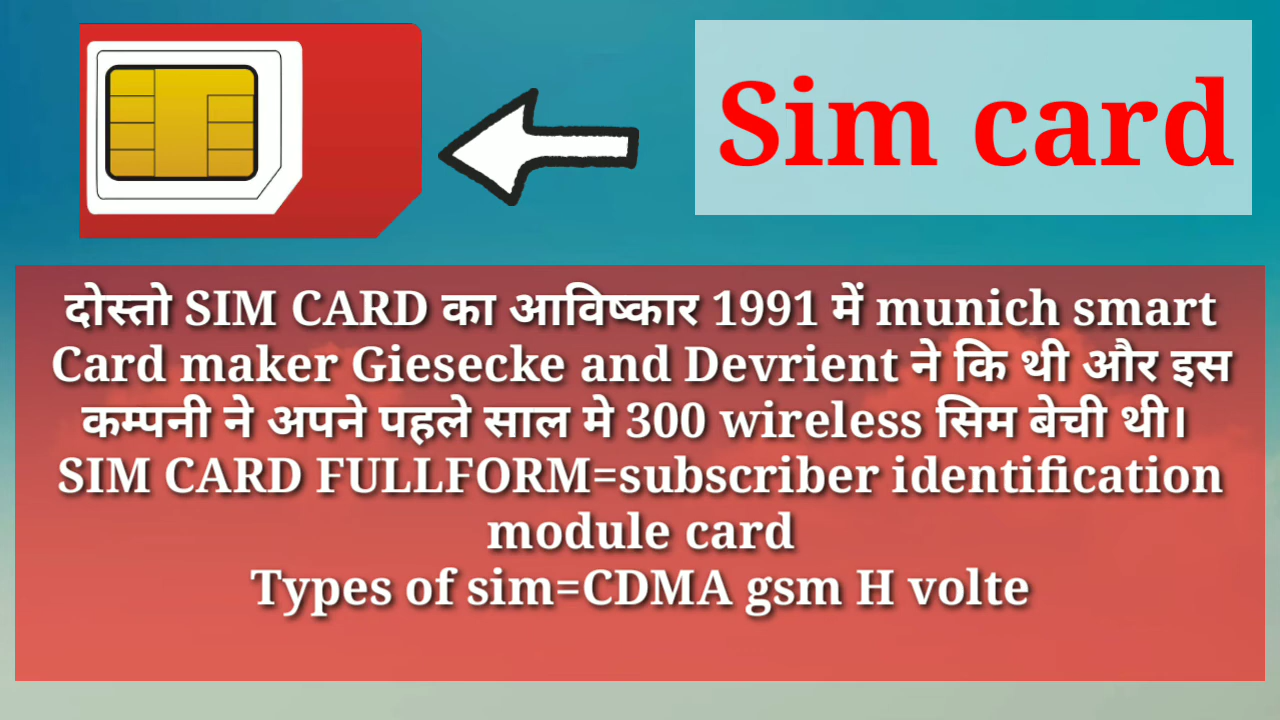 Sim card
दोस्तो SIM CARD का आविष्कार 1991 में munich smart
Card maker Giesecke and Devrient ने कि थी और इस
कम्पनी ने अपने पहले साल मे 300 wireless सिम बेची थी।
SIM CARD FULLFORM=subscriber identification
module card
Types of sim=CDMA gsm H volte